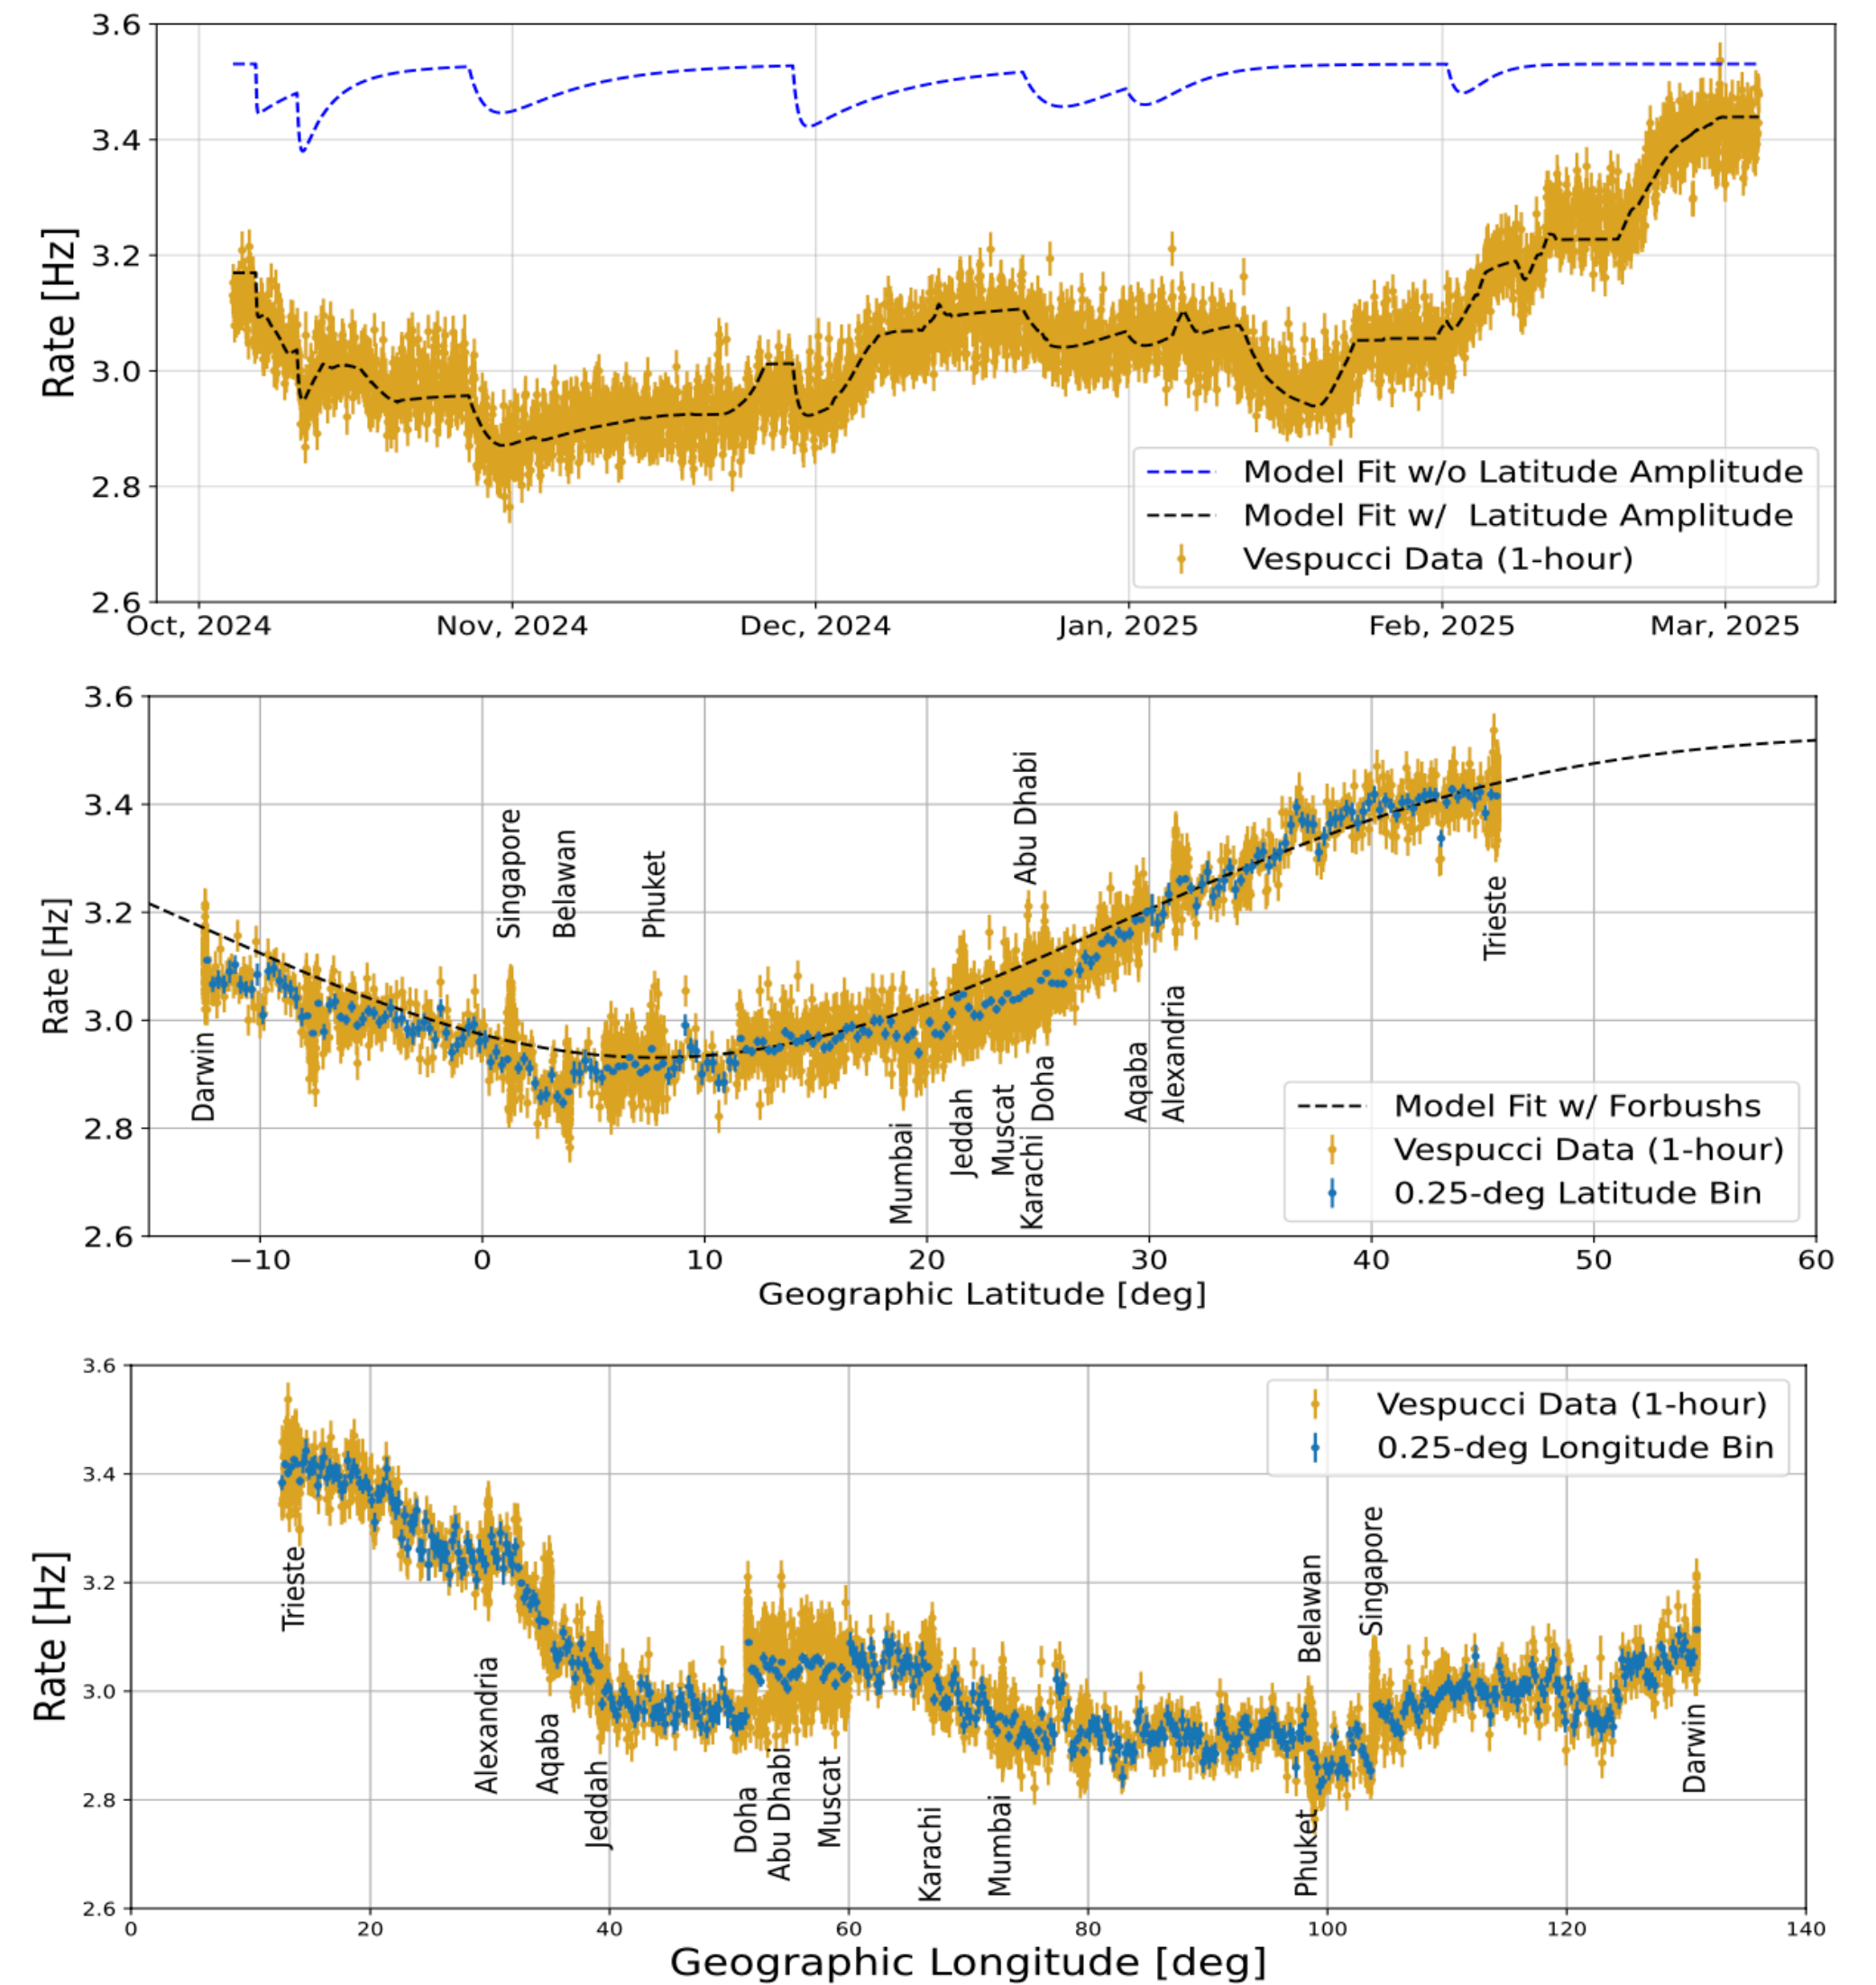 3.6
3.4
3.2
3.0
2.8
2.6
Rate [Hz]
Model Fit w/o Latitude Amplitude
Model Fit w/  Latitude Amplitude
Vespucci Data (1-hour)
Oct, 2024
Nov, 2024
Dec, 2024
Jan, 2025
Feb, 2025
Mar, 2025
3.6
3.4
3.2
3.0
2.8
2.6
Rate [Hz]
Darwin
Singapore
Belawan
Phuket
Mumbai
Jeddah
Muscat
Karachi
Abu Dhabi
Doha
Aqaba
Alexandria
Trieste
Model Fit w/ Forbushs
Vespucci Data (1-hour)
0.25-deg Latitude Bin
−10
0
10
20
30
40
50
60
Geographic Latitude [deg]
3.6
3.4
3.2
3.0
2.8
2.6
Rate [Hz]
Vespucci Data (1-hour)
0.25-deg Longitude Bin
Trieste
Alexandria
Aqaba
Jeddah
Doha
Abu Dhabi
Muscat
Karachi
Mumbai
Phuket
Belawan
Singapore
Darwin
0
20
40
60
80
100
120
140
Geographic Longitude [deg]